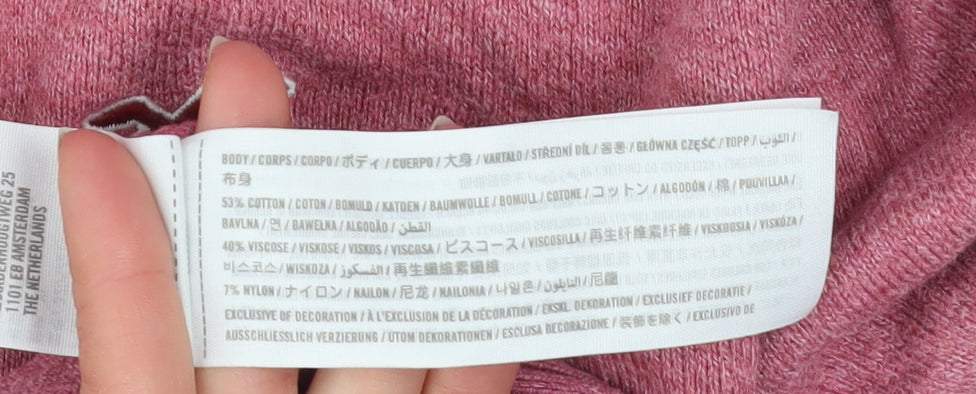 25
1101 EB AMSTERDAM
THE NETHERLANDS
BODY / CORPS / CORPO / ボディ / CUERPO / 大身 / VARTALO / STŘEDNÍ DÍL / 몸통 / GŁÓWNA CZĘŚĆ / TOPP / الثوب /
布身
53% COTTON / COTON / BOMULD / KATOEN / BAUMWOLLE / BOMULL / COTONE / コットン / ALGODÓN / 棉 / PUUVILLAA /
BAVLNA / 면 / BAWEŁNA / ALGODÃO / القطن
40% VISCOSE / VISKOSE / VISKOS / VISCOSA / ビスコース / VISCOSILLA / 再生纤维素纤维 / VISKOOSIA / VISKÓZA /
비스코스 / WISKOZA / الفسكوز / 再生纖維素纖維
7% NYLON / ナイロン / NAILON / 尼龙 / NAILONIA / 나일론 / النايلون / 尼龍
EXCLUSIVE OF DECORATION / À L'EXCLUSION DE LA DÉCORATION / EKSKL. DEKORATION / EXCLUSIEF DECORATIE /
AUSSCHLIESSLICH VERZIERUNG / UTOM DEKORATIONEN / ESCLUSA DECORAZIONE / 装飾を除く / EXCLUSIVO DE